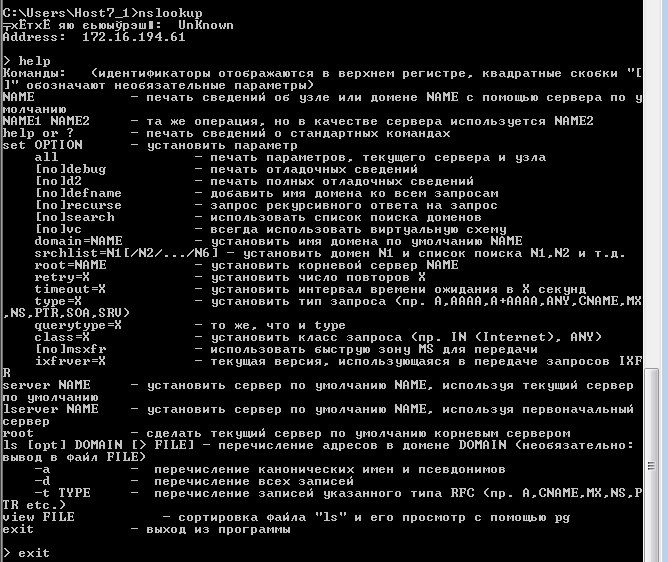 C:\Users\Host7_1>nslookup
╤хЁтхЁ яю єьюыўрэш■:  UnKnown
Address:  172.16.194.61
> help
Команды:   (идентификаторы отображаются в верхнем регистре, квадратные скобки "[
]" обозначают необязательные параметры)
NAME            - печать сведений об узле или домене NAME с помощью сервера по у
молчанию
NAME1 NAME2     - та же операция, но в качестве сервера используется NAME2
help or ?       - печать сведений о стандартных командах
set OPTION      - установить параметр
    all                 - печать параметров, текущего сервера и узла
    [no]debug           - печать отладочных сведений
    [no]d2              - печать полных отладочных сведений
    [no]defname         - добавить имя домена ко всем запросам
    [no]recurse         - запрос рекурсивного ответа на запрос
    [no]search          - использовать список поиска доменов
    [no]vc              - всегда использовать виртуальную схему
    domain=NAME         - установить имя домена по умолчанию NAME
    srchlist=N1[/N2/.../N6] - установить домен N1 и список поиска N1,N2 и т.д.
    root=NAME           - установить корневой сервер NAME
    retry=X             - установить число повторов X
    timeout=X           - установить интервал времени ожидания в X секунд
    type=X              - установить тип запроса (пр. A,AAAA,A+AAAA,ANY,CNAME,MX
,NS,PTR,SOA,SRV)
    querytype=X         - то же, что и type
    class=X             - установить класс запроса (пр. IN (Internet), ANY)
    [no]msxfr           - использовать быструю зону MS для передачи
    ixfrver=X           - текущая версия, использующаяся в передаче запросов IXF
R
server NAME     - установить сервер по умолчанию NAME, используя текущий сервер
по умолчанию
lserver NAME    - установить сервер по умолчанию NAME, используя первоначальный
сервер
root            - сделать текущий сервер по умолчанию корневым сервером
ls [opt] DOMAIN [> FILE] - перечисление адресов в домене DOMAIN (необязательно:
вывод в файл FILE)
    -a          -  перечисление канонических имен и псевдонимов
    -d          -  перечисление всех записей
    -t TYPE     -  перечисление записей указанного типа RFC (пр. A,CNAME,MX,NS,P
TR etc.)
view FILE           - сортировка файла "ls" и его просмотр с помощью pg
exit            - выход из программы
> exit